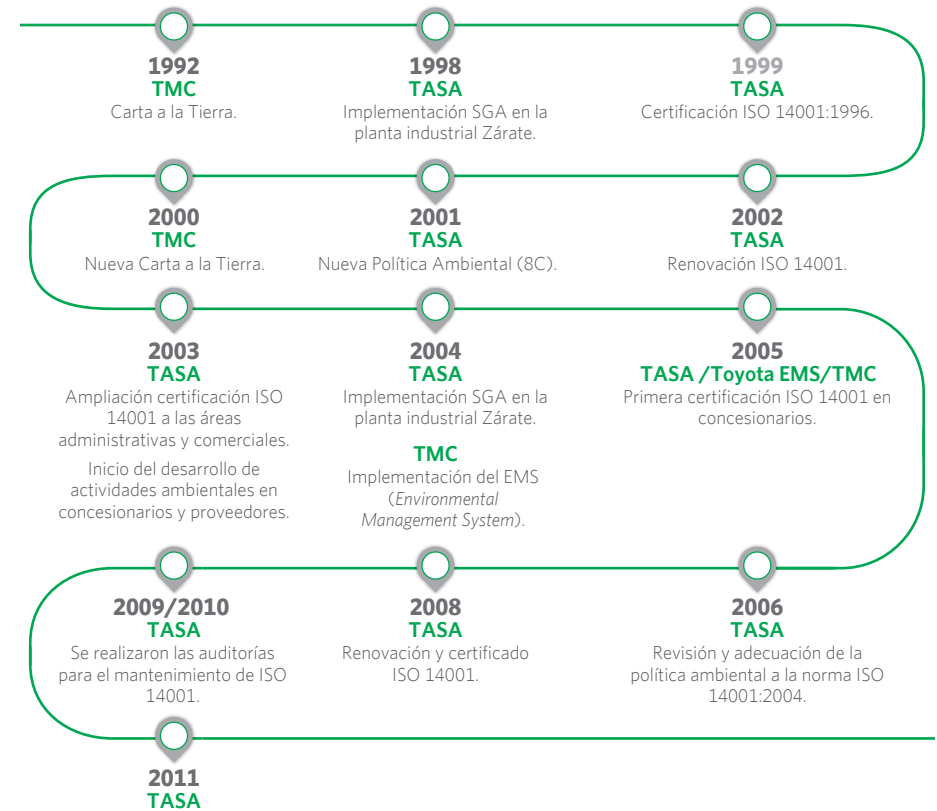 1992
TMC
Carta a la Tierra.
1998
TASA
Implementación SGA en la
planta industrial Zárate.
1999
TASA
Certificación ISO 14001:1996.
2000
TMC
Nueva Carta a la Tierra.
2001
TASA
Nueva Política Ambiental (8C).
2002
TASA
Renovación ISO 14001.
2003
TASA
Ampliación certificación ISO
14001 a las áreas
administrativas y comerciales.
Inicio del desarrollo de
actividades ambientales en
concesionarios y proveedores.
2004
TASA
Implementación SGA en la
planta industrial Zárate.
TMC
Implementación del EMS
(Environmental
Management System).
2005
TASA /Toyota EMS/TMC
Primera certificación ISO 14001 en
concesionarios.
2009/2010
TASA
Se realizaron las auditorías
para el mantenimiento de ISO
14001.
2008
TASA
Renovación y certificado
ISO 14001.
2006
TASA
Revisión y adecuación de la
política ambiental a la norma ISO
14001:2004.
2011
TASA